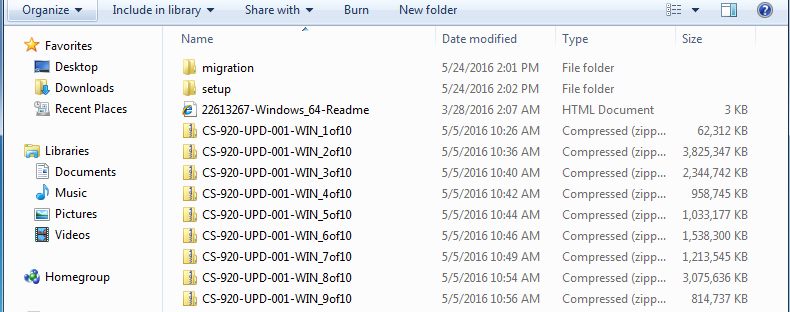 Organize Include in library Share with Burn New folder
Name Date modified Type Size
Favorites
Desktop
Downloads
Recent Places
Libraries
Documents
Music
Pictures
Videos
Homegroup
migration 5/24/2016 2:01 PM File folder
setup 5/24/2016 2:02 PM File folder
22613267-Windows_64-Readme 3/28/2016 2:07 AM HTML Document 3 KB
CS-920-UPD-001-WIN_1of10 5/5/2016 10:26 AM Compressed (zipp... 62,312 KB
CS-920-UPD-001-WIN_2of10 5/5/2016 10:36 AM Compressed (zipp... 3,825,347 KB
CS-920-UPD-001-WIN_3of10 5/5/2016 10:40 AM Compressed (zipp... 2,344,742 KB
CS-920-UPD-001-WIN_4of10 5/5/2016 10:42 AM Compressed (zipp... 958,745 KB
CS-920-UPD-001-WIN_5of10 5/5/2016 10:44 AM Compressed (zipp... 1,033,177 KB
CS-920-UPD-001-WIN_6of10 5/5/2016 10:46 AM Compressed (zipp... 1,538,300 KB
CS-920-UPD-001-WIN_7of10 5/5/2016 10:49 AM Compressed (zipp... 1,213,545 KB
CS-920-UPD-001-WIN_8of10 5/5/2016 10:54 AM Compressed (zipp... 3,075,636 KB
CS-920-UPD-001-WIN_9of10 5/5/2016 10:56 AM Compressed (zipp... 814,737 KB